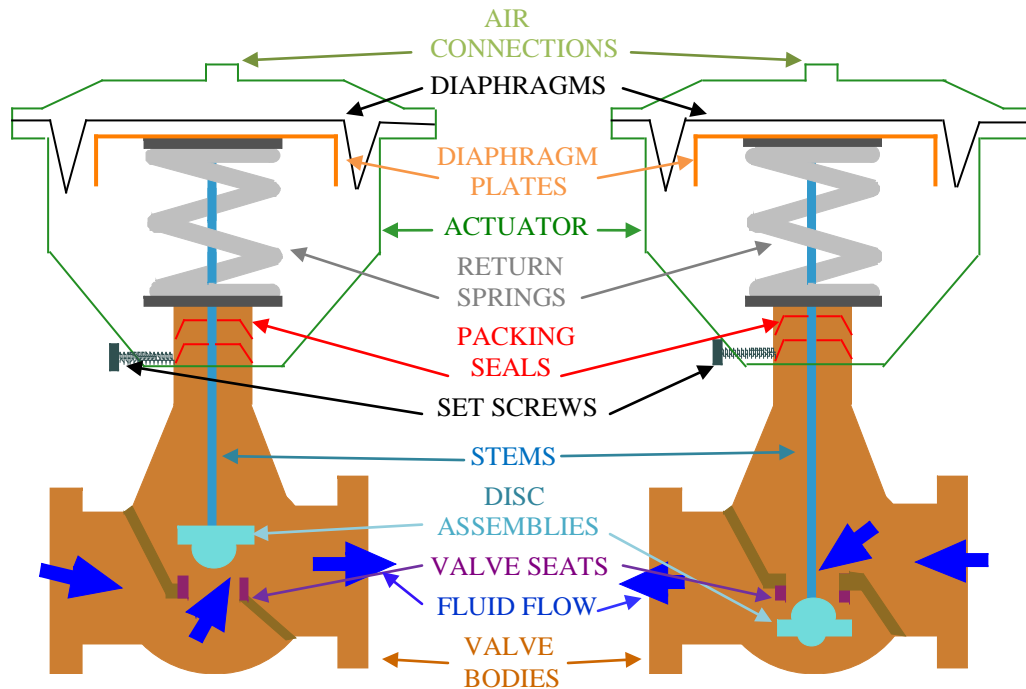 AIR
CONNECTIONS
DIAPHRAGMS
DIAPHRAGM
PLATES
ACTUATOR
RETURN
SPRINGS
PACKING
SEALS
SET SCREWS
STEMS
DISC
ASSEMBLIES
VALVE SEATS
FLUID FLOW
VALVE
BODIES